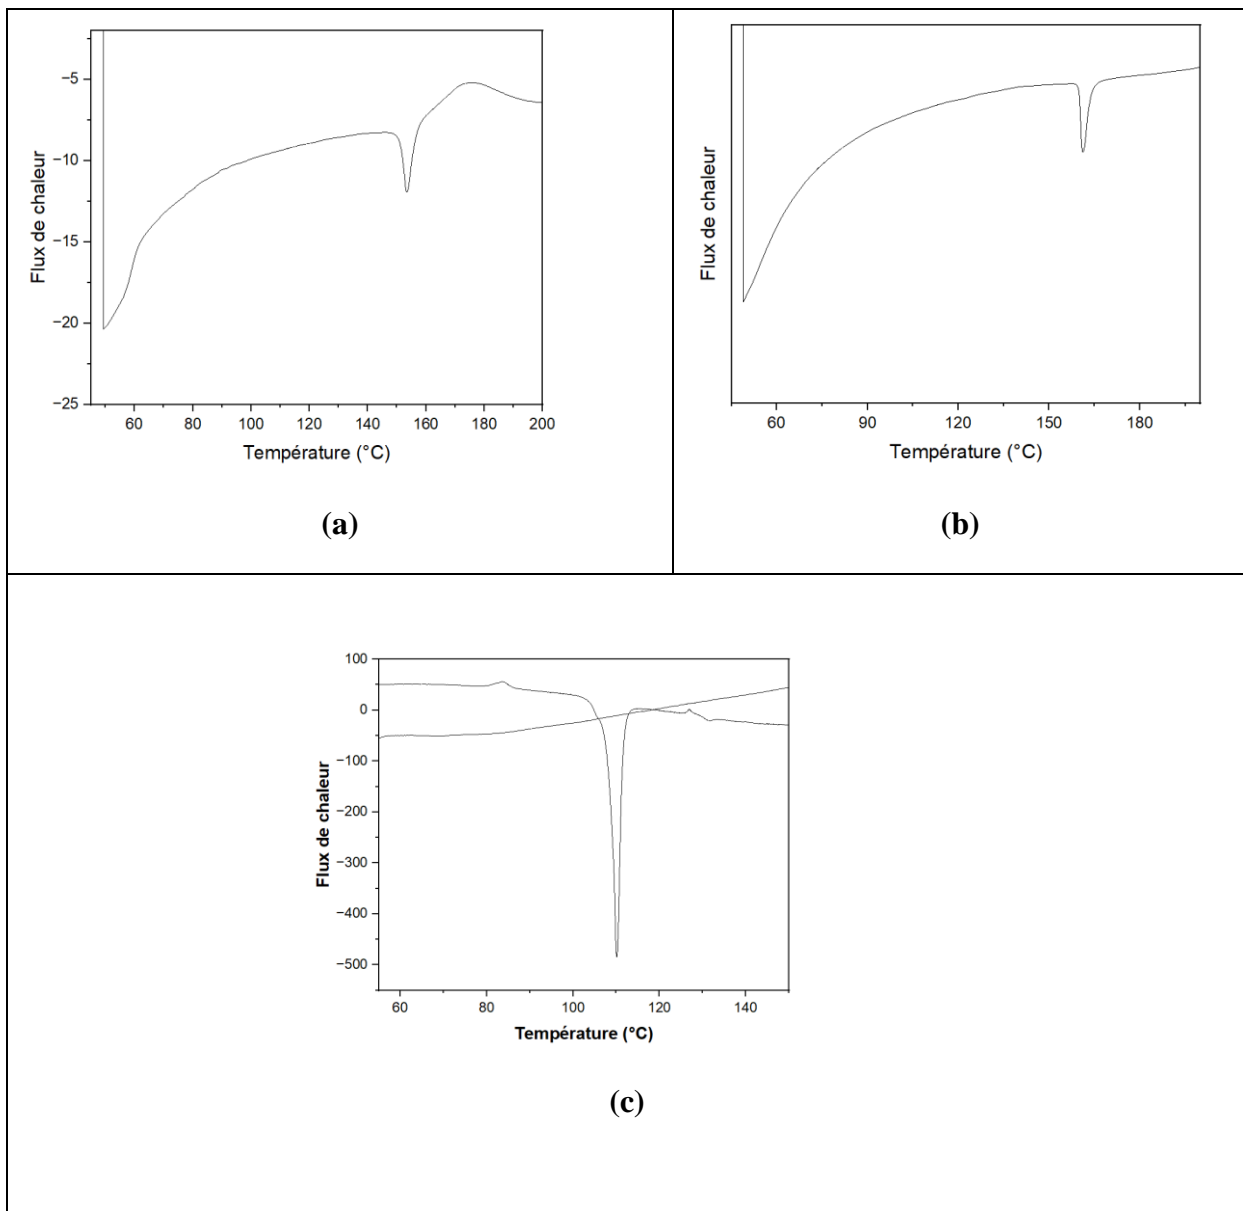 −5
−10
−15
−20
−25
Flux de chaleur
60 80 100 120 140 160 180 200
Température (°C)
(a)
Flux de chaleur
60 90 120 150 180
Température (°C)
(b)
100
0
−100
−200
−300
−400
−500
Flux de chaleur
60 80 100 120 140
Température (°C)
(c)